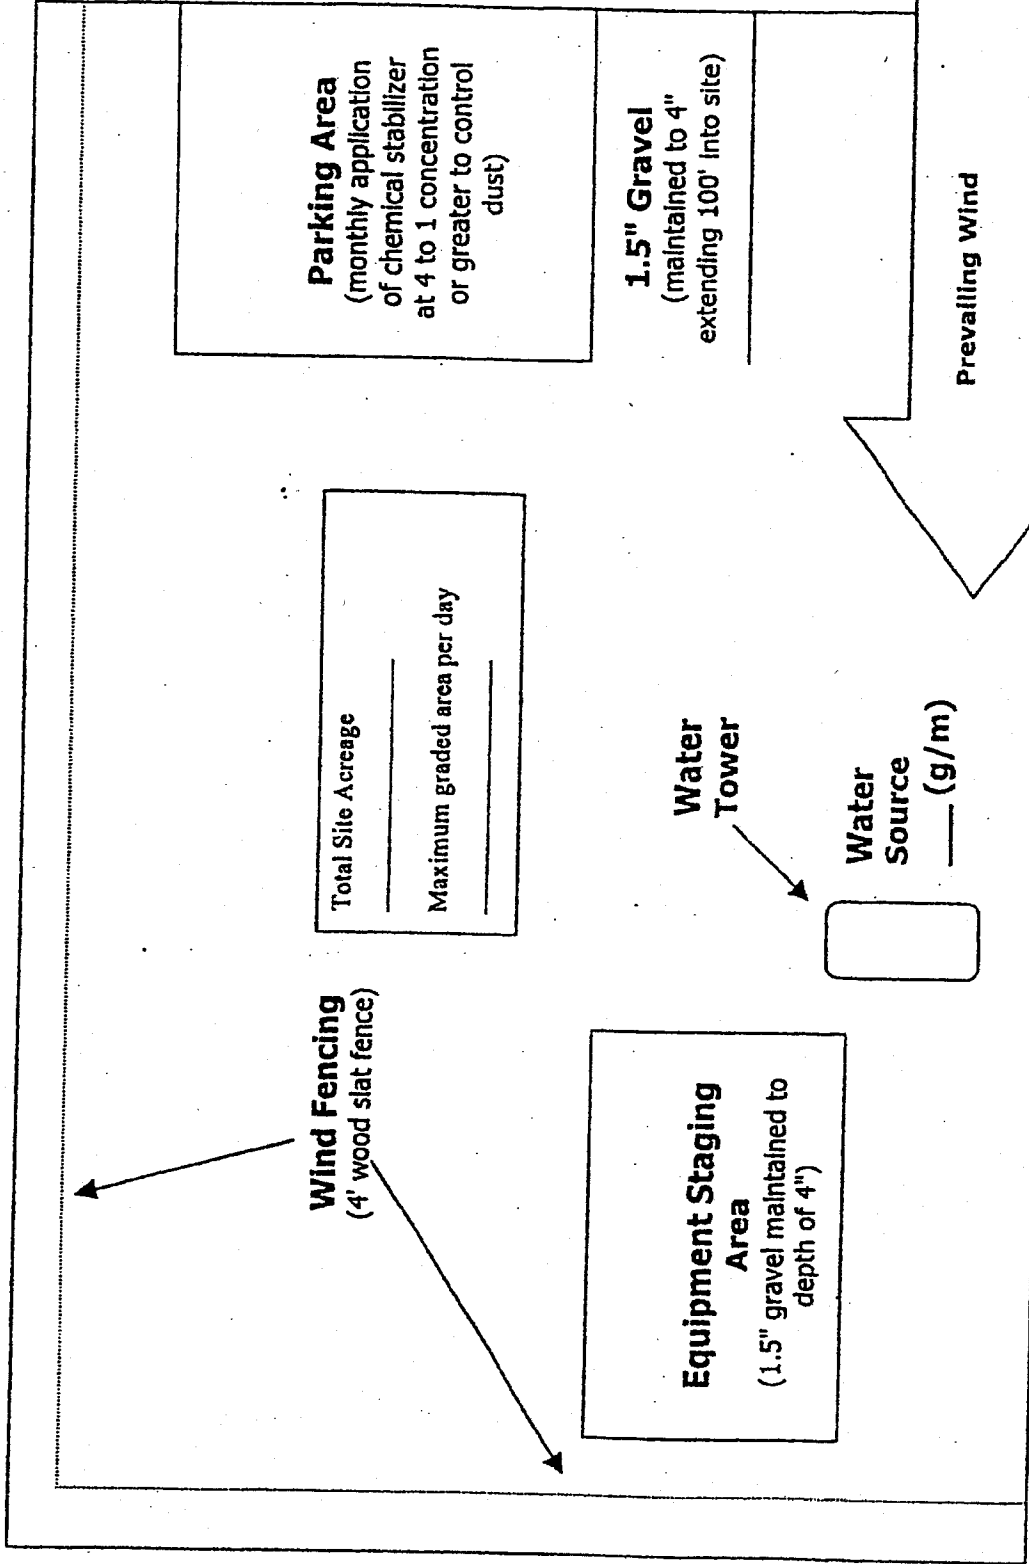 Wind Fencing
(4' wood slat fence)
Total Site Acreage
Maximum graded area per day
Parking Area
(monthly application
of chemical stabilizer
at 4 to 1 concentration
or greater to control
dust)
1.5" Gravel
(maintained to 4"
extending 100' into site)
Equipment Staging
Area
(1.5" gravel maintained to
depth of 4")
Water
Tower
Water
Source
___ (g/m)
Prevailing Wind